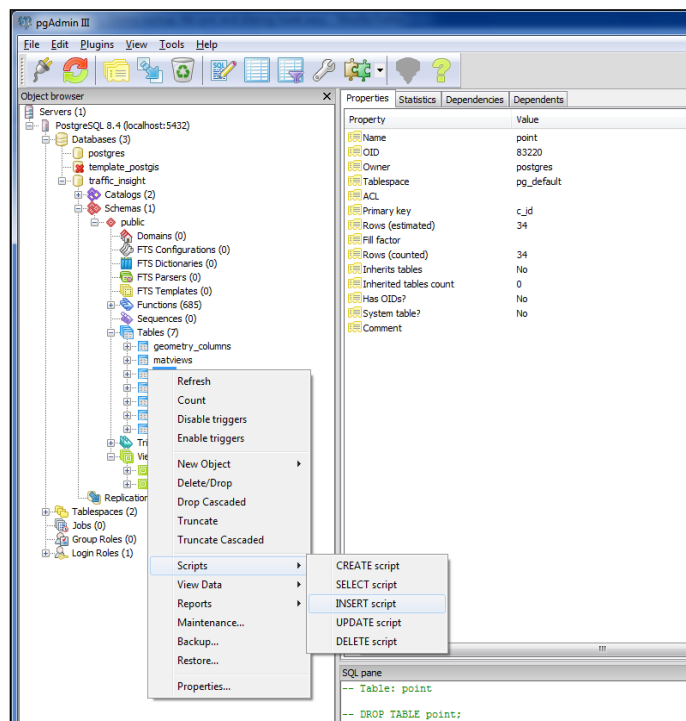 pgAdmin III
File Edit Plugins View Tools Help
SQL
Object browser
Servers (1)
PostgreSQL 8.4 (localhost:5432)
Databases (3)
postgres
template_postgis
traffic_insight
Catalogs (2)
Schemas (1)
public
Domains (0)
FTS Configurations (0)
FTS Dictionaries (0)
FTS Parsers (0)
FTS Templates (0)
Functions (685)
Sequences (0)
Tables (7)
geometry_columns
matviews
Tri
Vie
Replication
Tablespaces (2)
Jobs (0)
Group Roles (0)
Login Roles (1)
Refresh
Count
Disable triggers
Enable triggers
New Object
Delete/Drop
Drop Cascaded
Truncate
Truncate Cascaded
Scripts
View Data
Reports
Maintenance...
Backup...
Restore...
Properties...
CREATE script
SELECT script
INSERT script
UPDATE script
DELETE script
Properties Statistics Dependencies Dependents
Property Value
Name point
OID 83220
Owner postgres
Tablespace pg_default
ACL
Primary key c_id
Rows (estimated) 34
Fill factor
Rows (counted) 34
Inherits tables No
Inherited tables count 0
Has OIDs? No
System table? No
Comment
SQL pane
-- Table: point
-- DROP TABLE point;